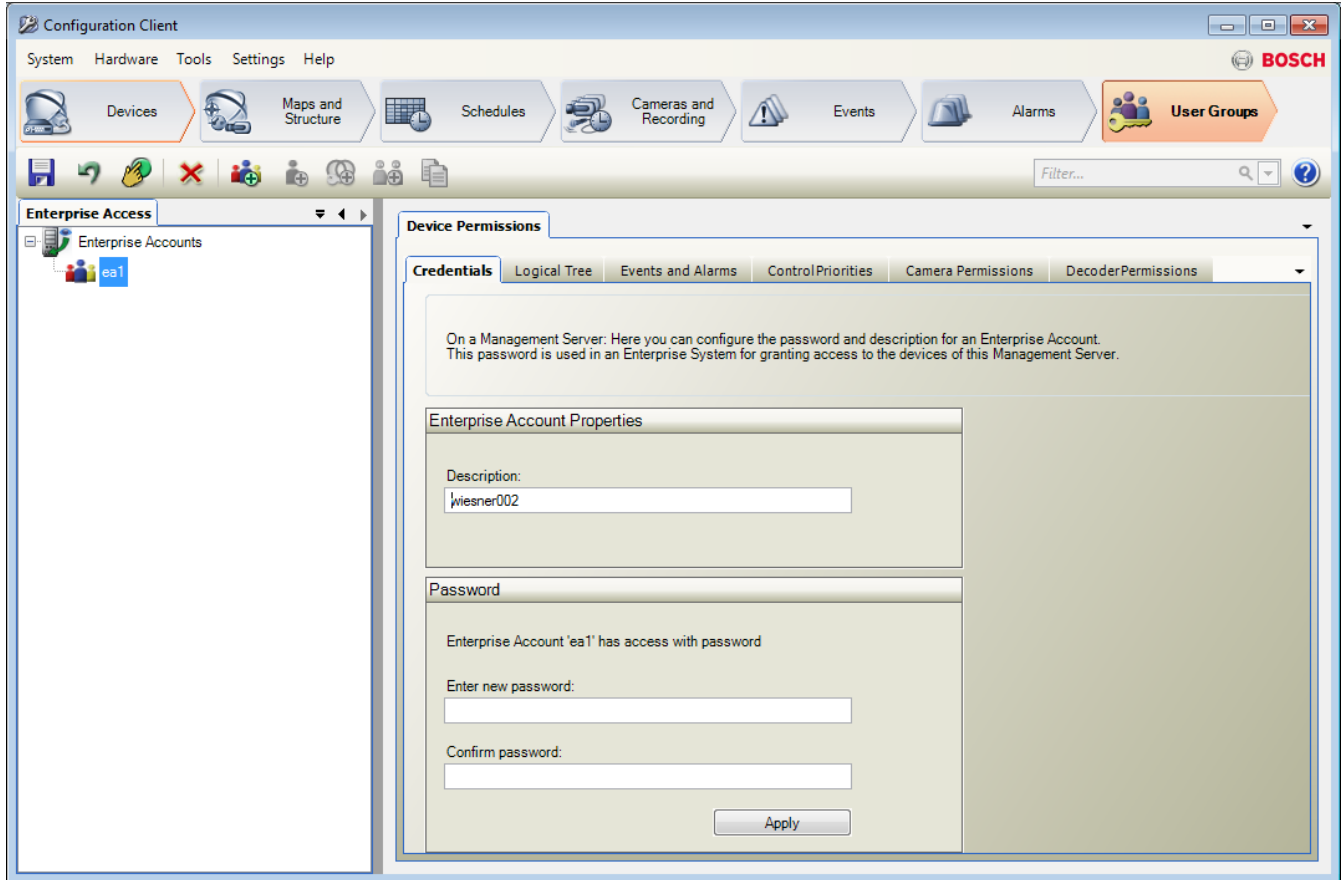 Configuration Client
System Hardware Tools Settings Help
BOSCH
Devices
Maps and
Structure
Schedules
Cameras and
Recording
Events
Alarms
User Groups
Filter...
Enterprise Access
Enterprise Accounts
ea1
Device Permissions
Credentials Logical Tree Events and Alarms ControlPriorities Camera Permissions DecoderPermissions
On a Management Server: Here you can configure the password and description for an Enterprise Account.
This password is used in an Enterprise System for granting access to the devices of this Management Server.
Enterprise Account Properties
Description:
wiesner002
Password
Enterprise Account 'ea1' has access with password
Enter new password:
Confirm password:
Apply